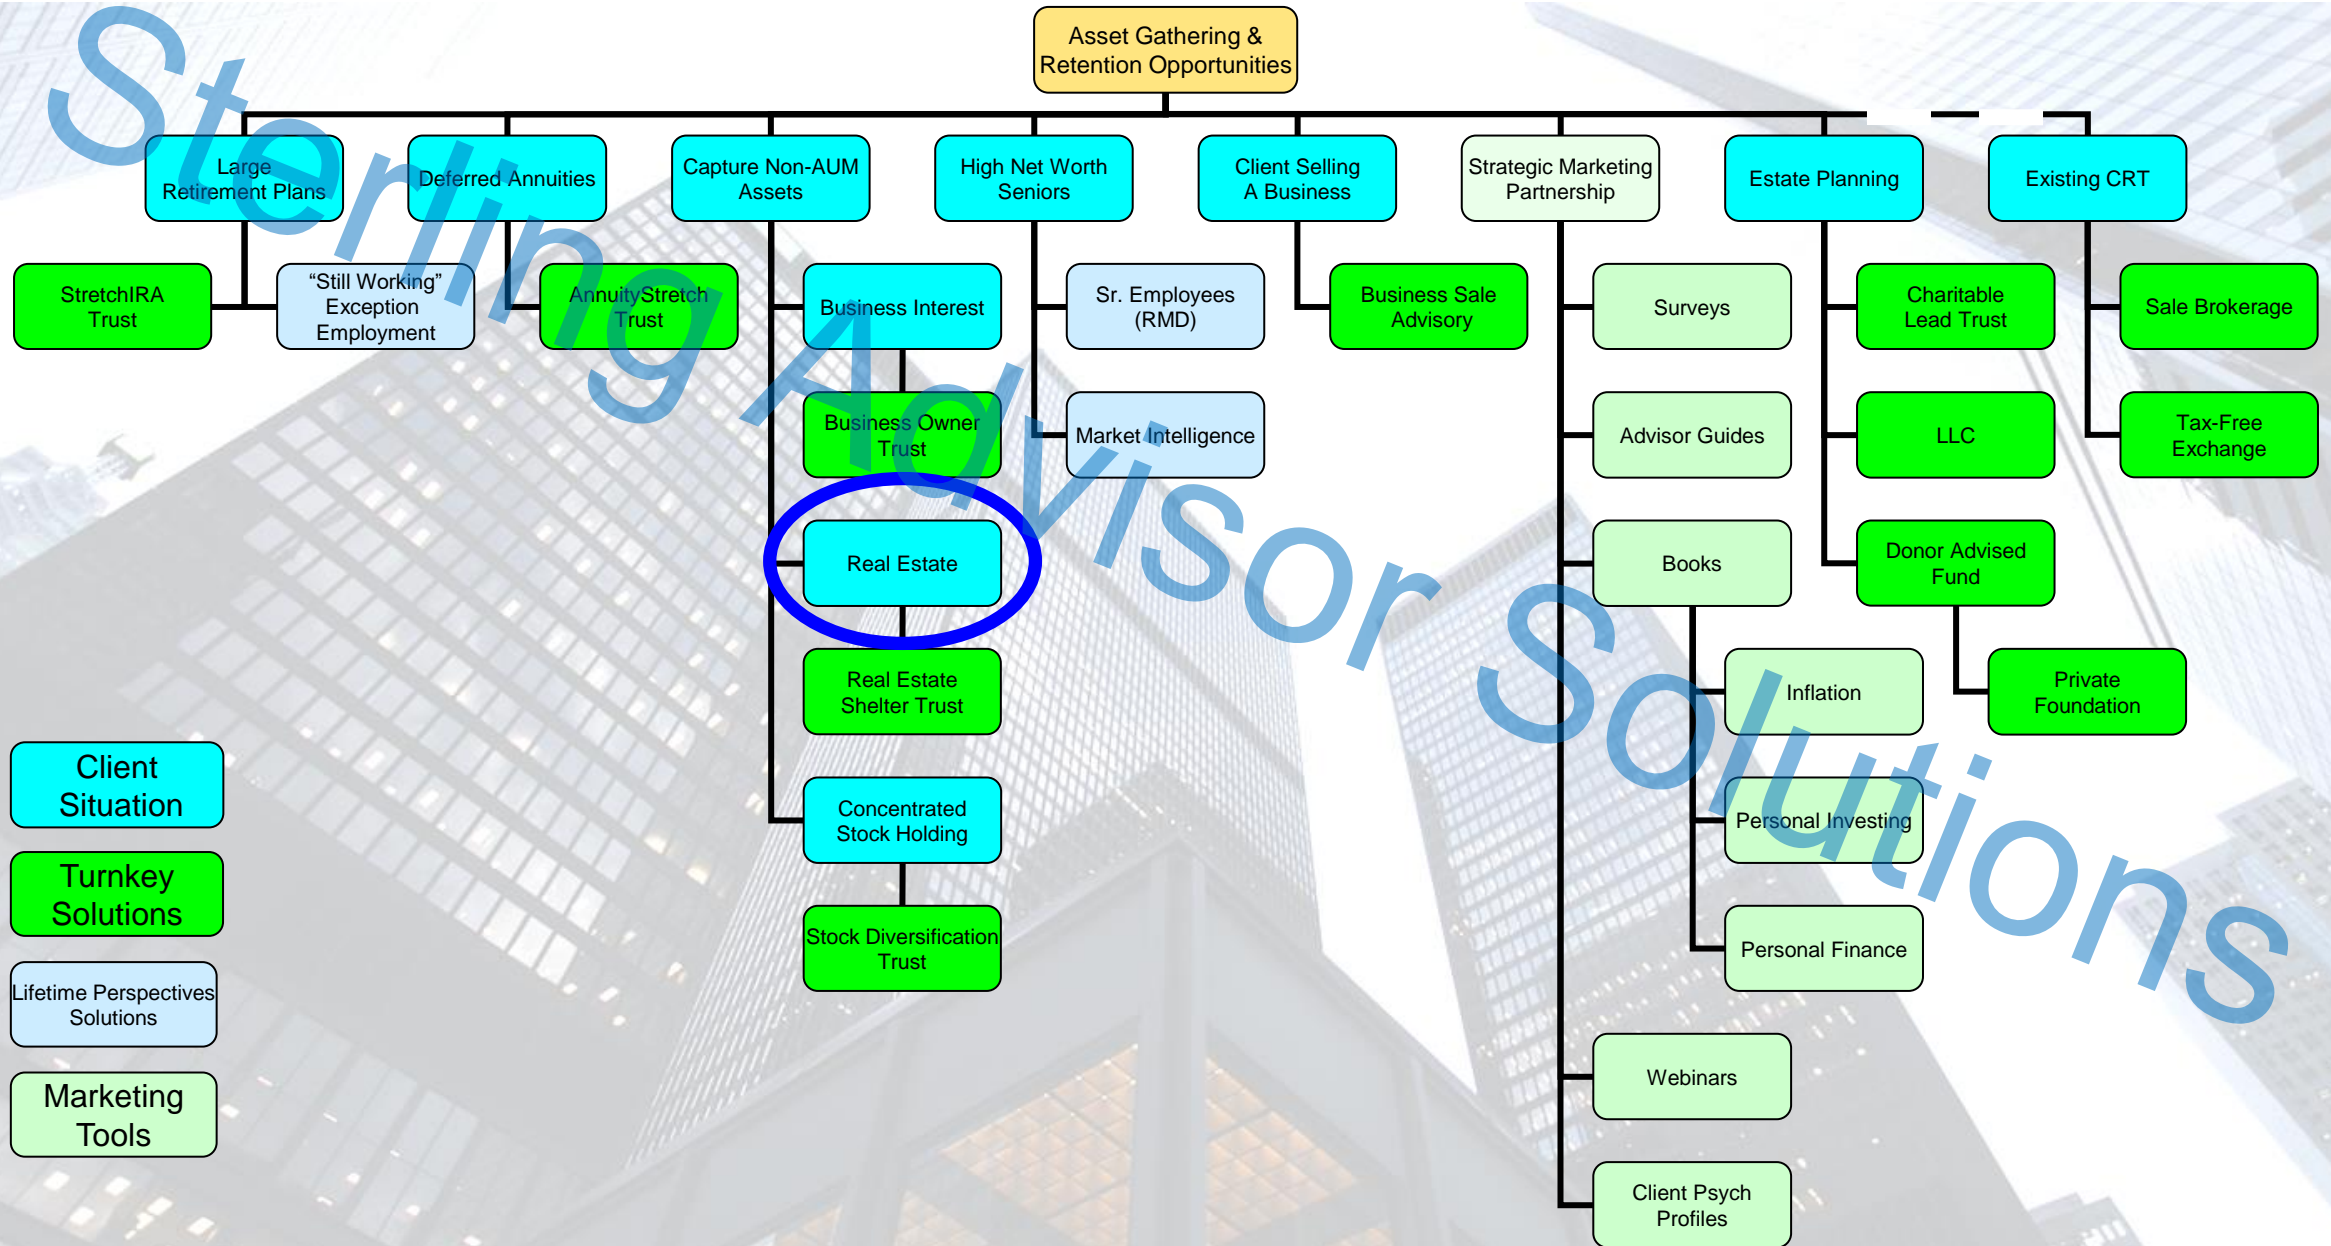 Asset Gathering &
Retention Opportunities
Large
Retirement Plans
Deferred Annuities
Capture Non-AUM
Assets
High Net Worth
Seniors
Client Selling
A Business
Strategic Marketing
Partnership
Estate Planning
Existing CRT
StretchIRA
Trust
“Still Working”
Exception
Employment
AnnuityStretch
Trust
Business Interest
Sr. Employees
(RMD)
Business Sale
Advisory
Surveys
Charitable
Lead Trust
Sale Brokerage
Business Owner
Trust
Market Intelligence
Advisor Guides
LLC
Tax-Free
Exchange
Real Estate
Books
Donor Advised
Fund
Real Estate
Shelter Trust
Inflation
Private
Foundation
Concentrated
Stock Holding
Personal Investing
Stock Diversification
Trust
Personal Finance
Webinars
Client Psych
Profiles
Client
Situation
Turnkey
Solutions
Lifetime Perspectives
Solutions
Marketing
Tools
Sterling Advisor Solutions